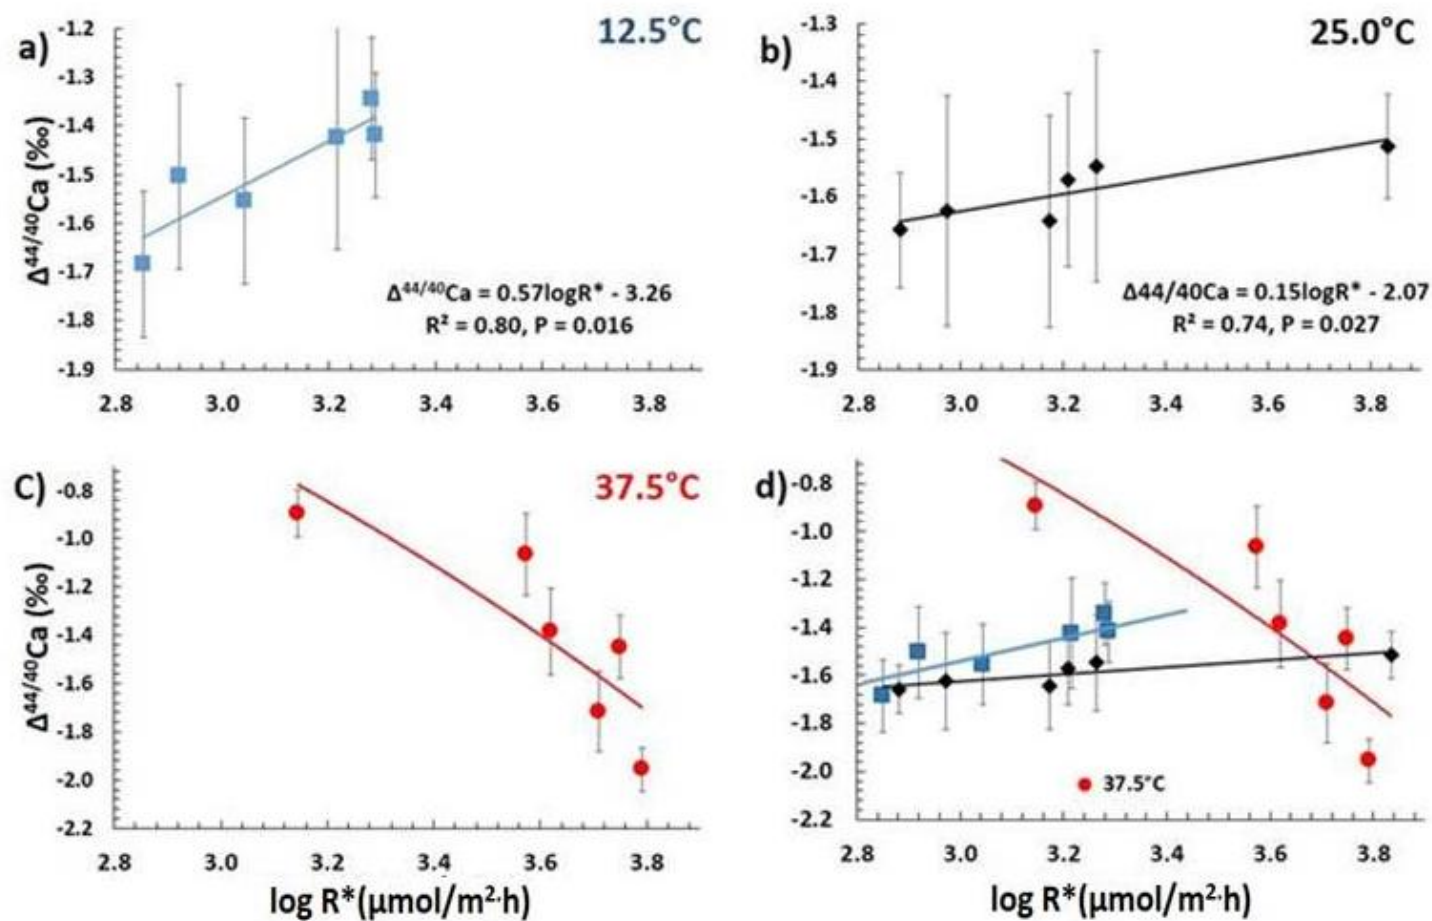 a)
12.5°C
Δ44/40Ca (‰)
-1.2
-1.3
-1.4
-1.5
-1.6
-1.7
-1.8
-1.9
Δ44/40Ca = 0.57logR* - 3.26
R² = 0.80, P = 0.016
2.8 3.0 3.2 3.4 3.6 3.8
b)
25.0°C
-1.3
-1.4
-1.5
-1.6
-1.7
-1.8
-1.9
Δ44/40Ca = 0.15logR* - 2.07
R² = 0.74, P = 0.027
2.8 3.0 3.2 3.4 3.6 3.8
C)
37.5°C
Δ44/40Ca (‰)
-0.8
-1.0
-1.2
-1.4
-1.6
-1.8
-2.0
-2.2
2.8 3.0 3.2 3.4 3.6 3.8
log R*(μmol/m²·h)
d)
-0.8
-1.0
-1.2
-1.4
-1.6
-1.8
-2.0
-2.2
37.5°C
2.8 3.0 3.2 3.4 3.6 3.8
log R*(μmol/m²·h)